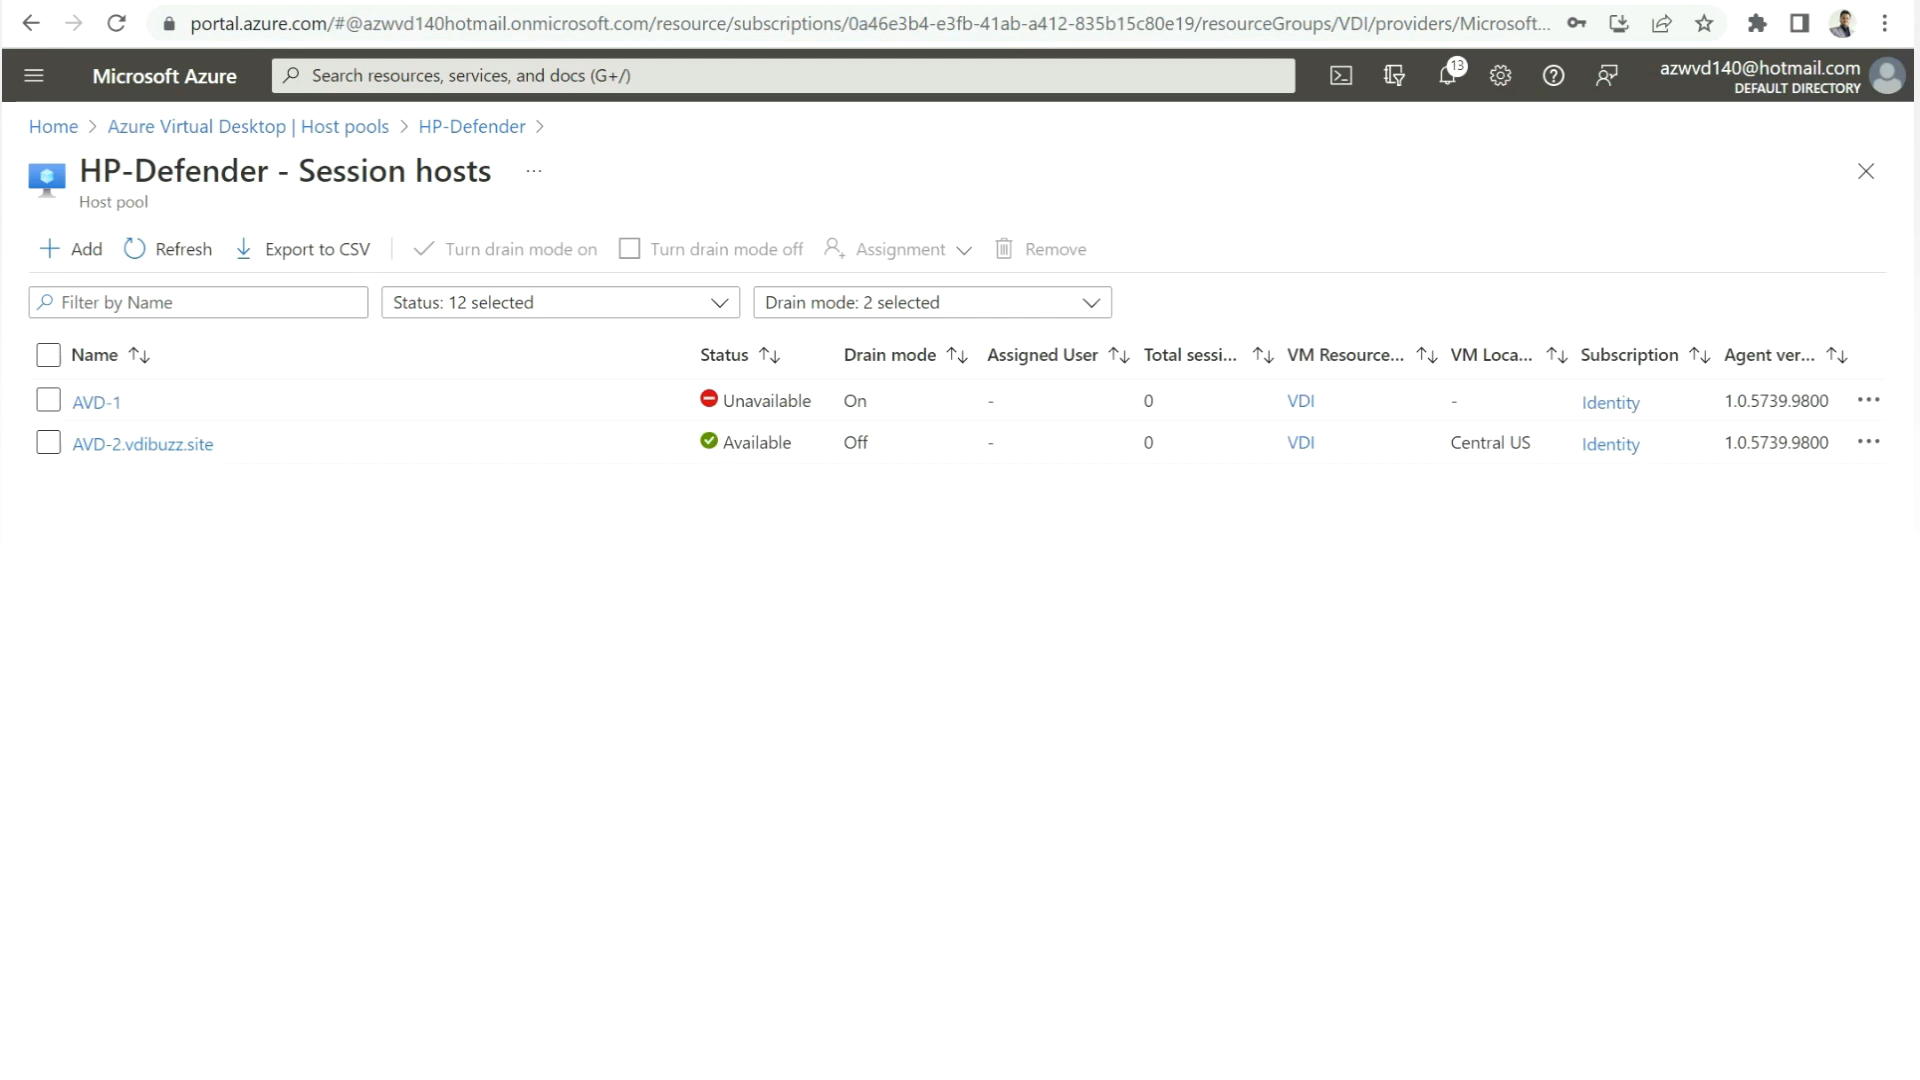 portal.azure.com/#@azwvd140hotmail.onmicrosoft.com/resource/subscriptions/0a46e3b4-e3fb-41ab-a412-835b15c80e19/resourceGroups/VDI/providers/Microsoft...
Microsoft Azure Search resources, services, and docs (G+/) 13 azwvd140@hotmail.com
DEFAULT DIRECTORY
Home > Azure Virtual Desktop | Host pools > HP-Defender >
HP-Defender - Session hosts ...
Host pool
Add Refresh Export to CSV Turn drain mode on Turn drain mode off Assignment Remove
Filter by Name Status: 12 selected Drain mode: 2 selected
Name Status Drain mode Assigned User Total sessi... VM Resource... VM Loca... Subscription Agent ver...
AVD-1 Unavailable On - 0 VDI - Identity 1.0.5739.9800 ...
AVD-2.vdibuzz.site Available Off - 0 VDI Central US Identity 1.0.5739.9800 ...